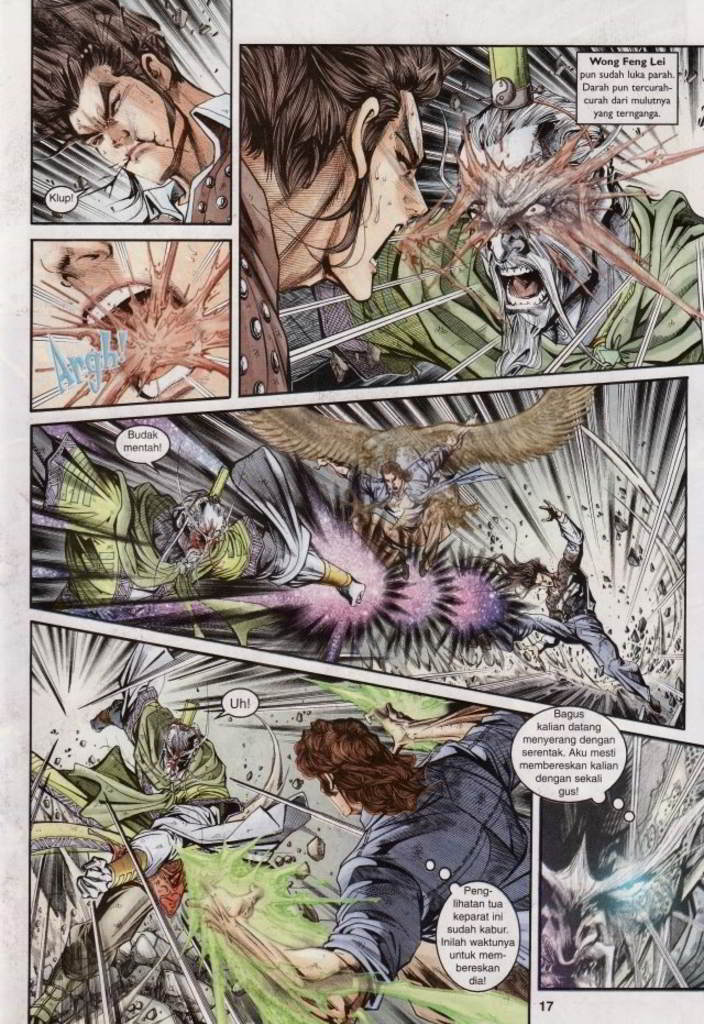 Klup!
Wong Feng Lei
pun sudah luka parah.
Darah pun tercurah-
curah dari mulutnya
yang ternganga.
Argh!
Budak
mentah!
Uh!
Peng-
lihatan tua
keparat ini
sudah kabur.
Inilah waktunya
untuk mem-
bereskan
dia!
Bagus
kalian datang
menyerang dengan
serentak. Aku mesti
membereskan kalian
dengan sekali
gus!
17